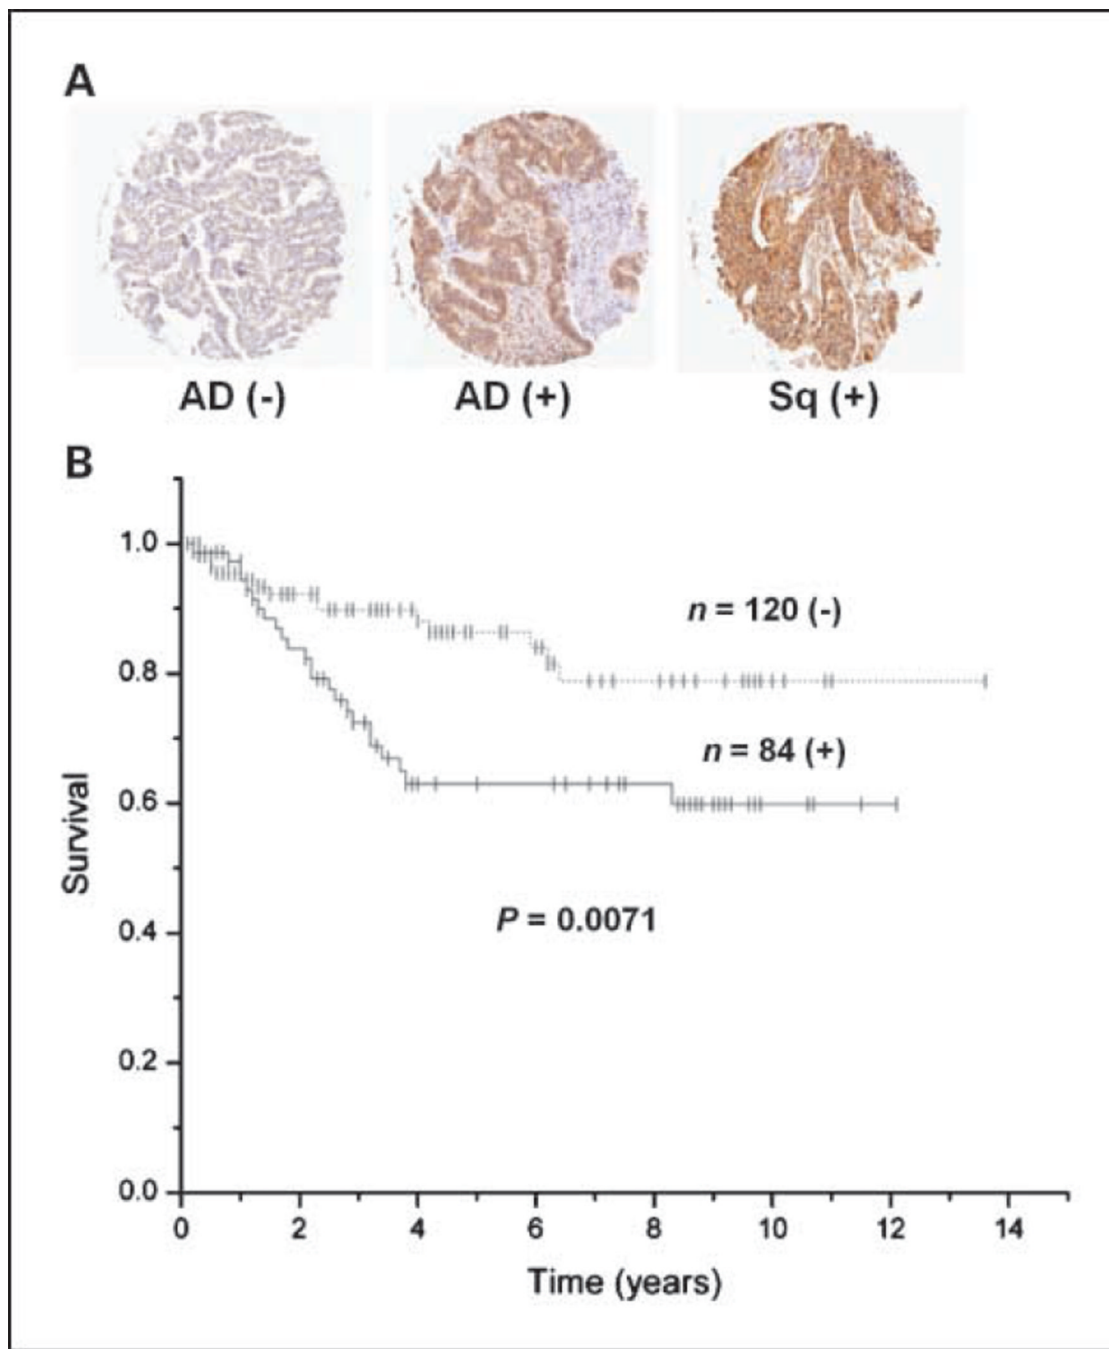 A
AD (-)
AD (+)
Sq (+)
B
1.0
0.8
0.6
0.4
0.2
0.0
Survival
n = 120 (-)
n = 84 (+)
P = 0.0071
0 2 4 6 8 10 12 14
Time (years)